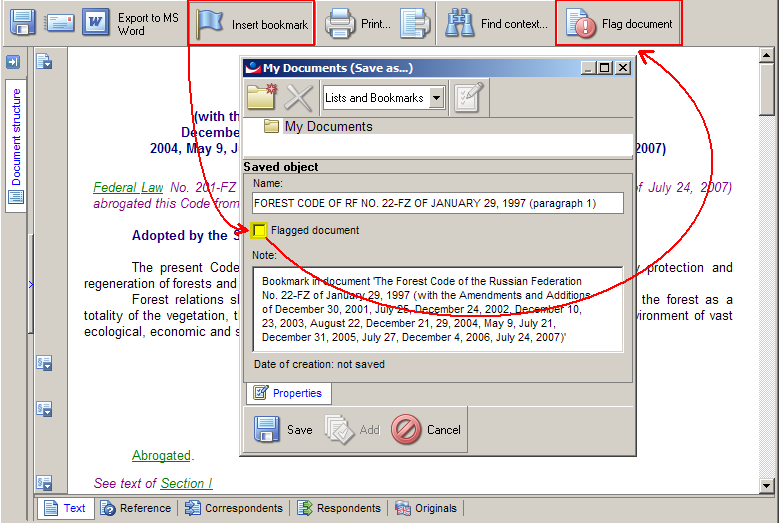 Export to MS
Word
Insert bookmark
Print...
Find context...
Flag document
Document structure
My Documents (Save as...)
Lists and Bookmarks
My Documents
(with th
Decembe
2004, May 9, J
2007)
Federal Law No. 201-FZ
f July 24, 2007)
abrogated this Code from
Adopted by the S
The present Code
protection and
regeneration of forests and
Forest relations s
the forest as a
totality of the vegetation, t
vironment of vast
ecological, economic and s
Saved object
Name:
FOREST CODE OF RF NO. 22-FZ OF JANUARY 29, 1997 (paragraph 1)
Flagged document
Note:
Bookmark in document 'The Forest Code of the Russian Federation
No. 22-FZ of January 29, 1997 (with the Amendments and Additions
of December 30, 2001, July 25, December 24, 2002, December 10,
23, 2003, August 22, December 21, 29, 2004, May 9, July 21,
December 31, 2005, July 27, December 4, 2006, July 24, 2007)'
Date of creation: not saved
Properties
Save
Add
Cancel
Abrogated.
See text of Section I
Text
Reference
Correspondents
Respondents
Originals